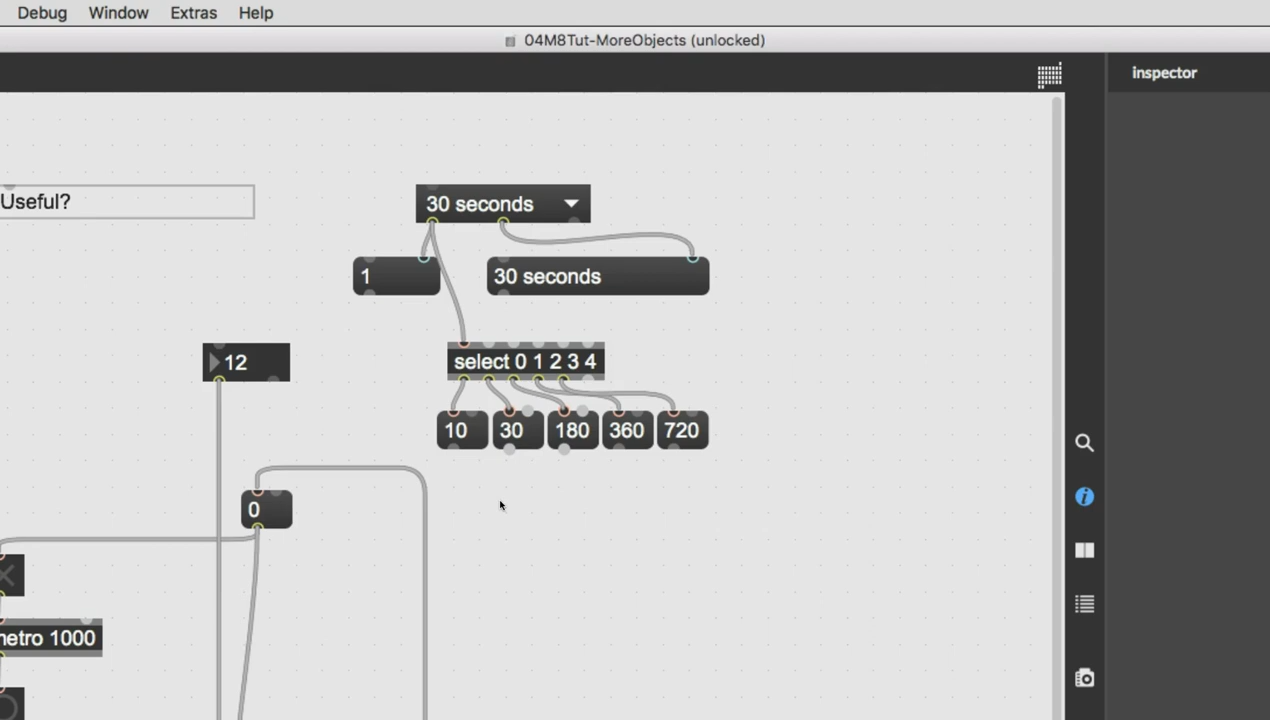 Debug Window Extras Help
04M8Tut-MoreObjects (unlocked)
inspector
Useful?
30 seconds
1
30 seconds
12
select 0 1 2 3 4
10 30 180 360 720
0
1000